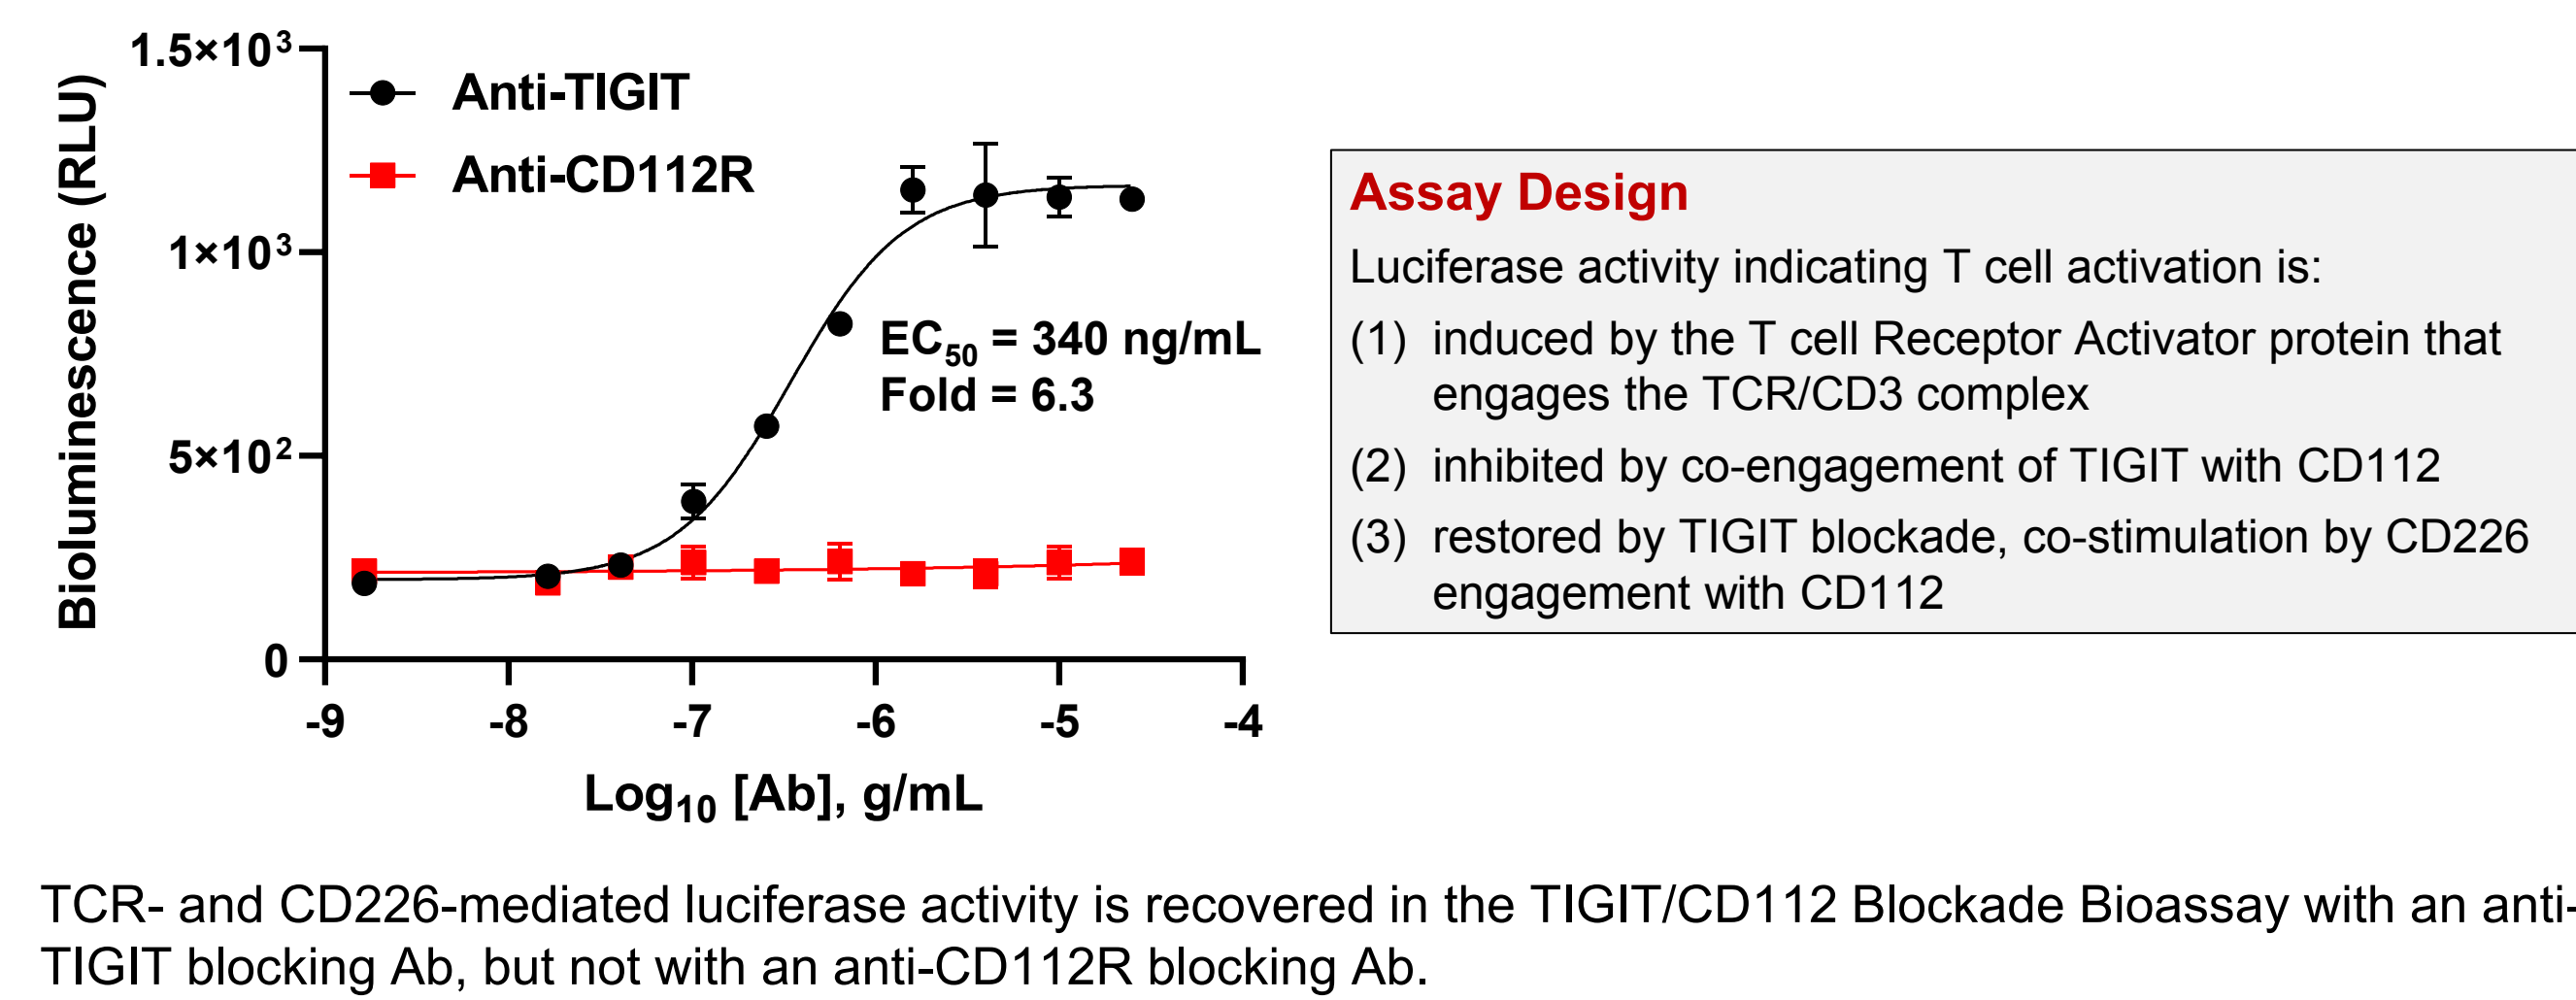 1.5×10³
1×10³
5×10²
0
Bioluminescence (RLU)
Anti-TIGIT
Anti-CD112R
EC₅₀ = 340 ng/mL
Fold = 6.3
-9 -8 -7 -6 -5 -4
Log₁₀ [Ab], g/mL
Assay Design
Luciferase activity indicating T cell activation is:
(1) induced by the T cell Receptor Activator protein that
engages the TCR/CD3 complex
(2) inhibited by co-engagement of TIGIT with CD112
(3) restored by TIGIT blockade, co-stimulation by CD226
engagement with CD112
TCR- and CD226-mediated luciferase activity is recovered in the TIGIT/CD112 Blockade Bioassay with an anti-
TIGIT blocking Ab, but not with an anti-CD112R blocking Ab.